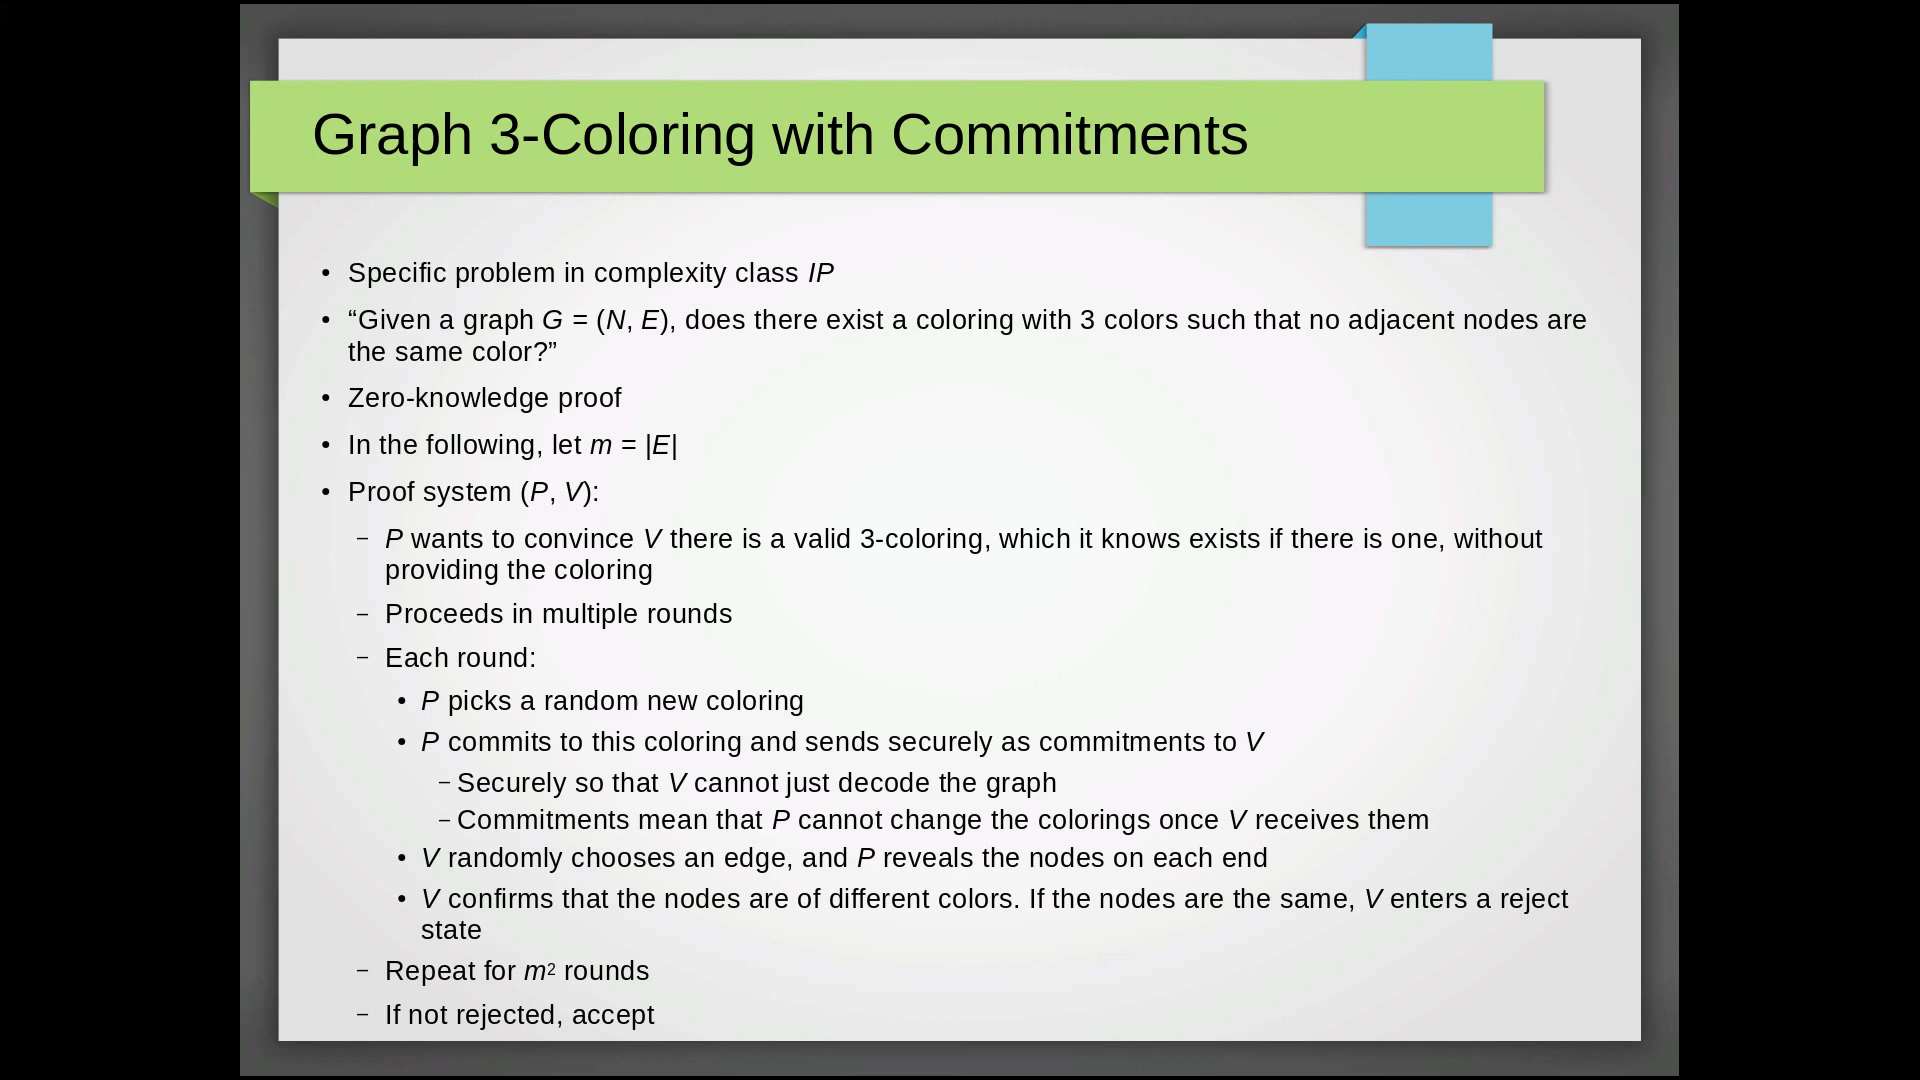 Graph 3-Coloring with Commitments
• Specific problem in complexity class IP
• “Given a graph G = (N, E), does there exist a coloring with 3 colors such that no adjacent nodes are
the same color?”
• Zero-knowledge proof
• In the following, let m = |E|
• Proof system (P, V):
– P wants to convince V there is a valid 3-coloring, which it knows exists if there is one, without
providing the coloring
– Proceeds in multiple rounds
– Each round:
• P picks a random new coloring
• P commits to this coloring and sends securely as commitments to V
– Securely so that V cannot just decode the graph
– Commitments mean that P cannot change the colorings once V receives them
• V randomly chooses an edge, and P reveals the nodes on each end
• V confirms that the nodes are of different colors. If the nodes are the same, V enters a reject
state
– Repeat for m² rounds
– If not rejected, accept